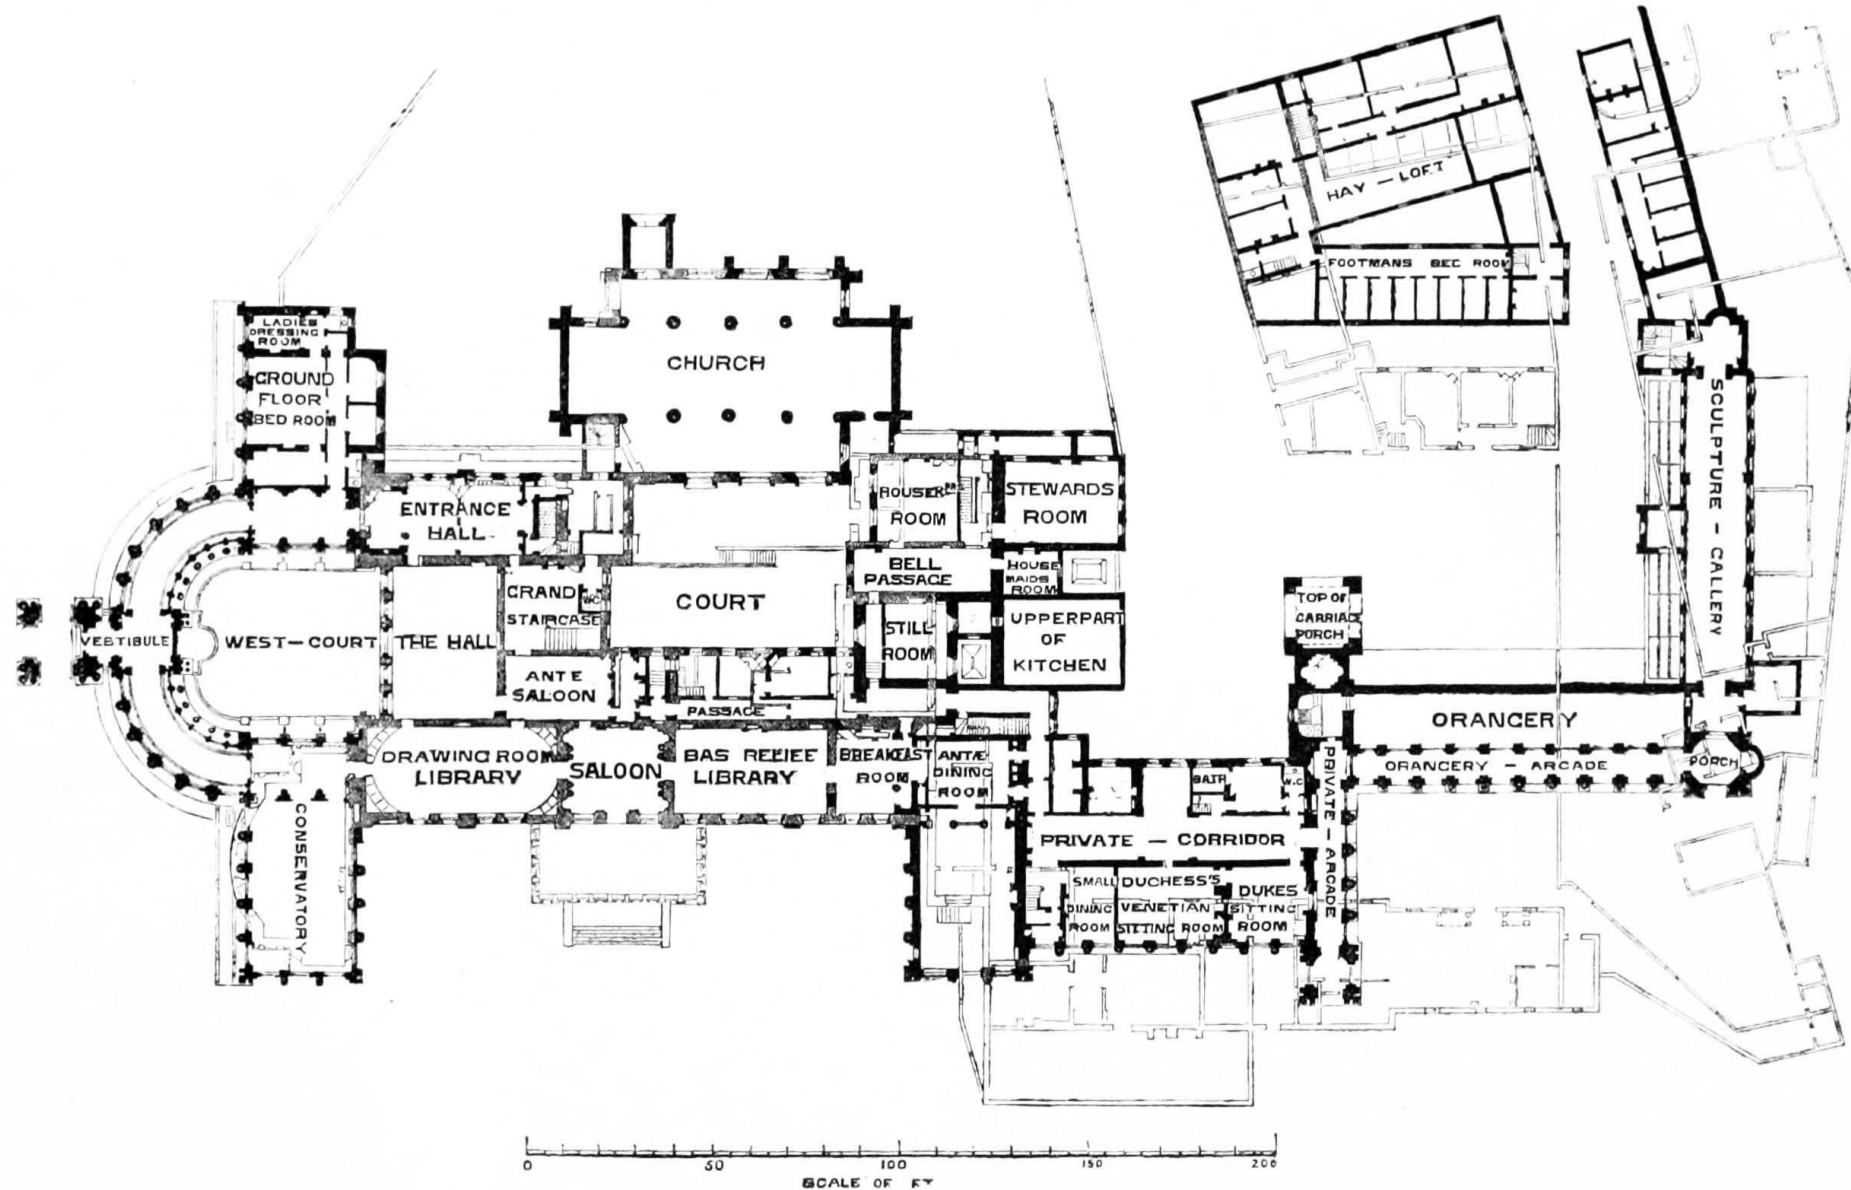 HAY — LOFT
FOOTMANS BED ROOM
LADIES
DRESSING
ROOM
GROUND
FLOOR
BED ROOM
CHURCH
ENTRANCE
HALL
HOUSEKPRS
ROOM
STEWARDS
ROOM
SCULPTURE — GALLERY
BELL
PASSAGE
HOUSE
MAIDS
ROOM
VESTIBULE
WEST — COURT
THE HALL
GRAND
STAIRCASE
WC
COURT
STILL
ROOM
UPPERPART
OF
KITCHEN
TOP OF
CARRIAGE
PORCH
ANTE
SALOON
PASSAGE
ORANGERY
ORANGERY — ARCADE
PORCH
DRAWING ROOM
LIBRARY
SALOON
BAS RELIEF
LIBRARY
BREAKFAST
ROOM
ANTÆ
DINING
ROOM
BATH
W.C
PRIVATE — ARCADE
CONSERVATORY
PRIVATE — CORRIDOR
SMALL
DINING
ROOM
DUCHESS'S
VENETIAN
SITTING ROOM
DUKES
SITTING
ROOM
0 50 100 150 200
SCALE OF FT